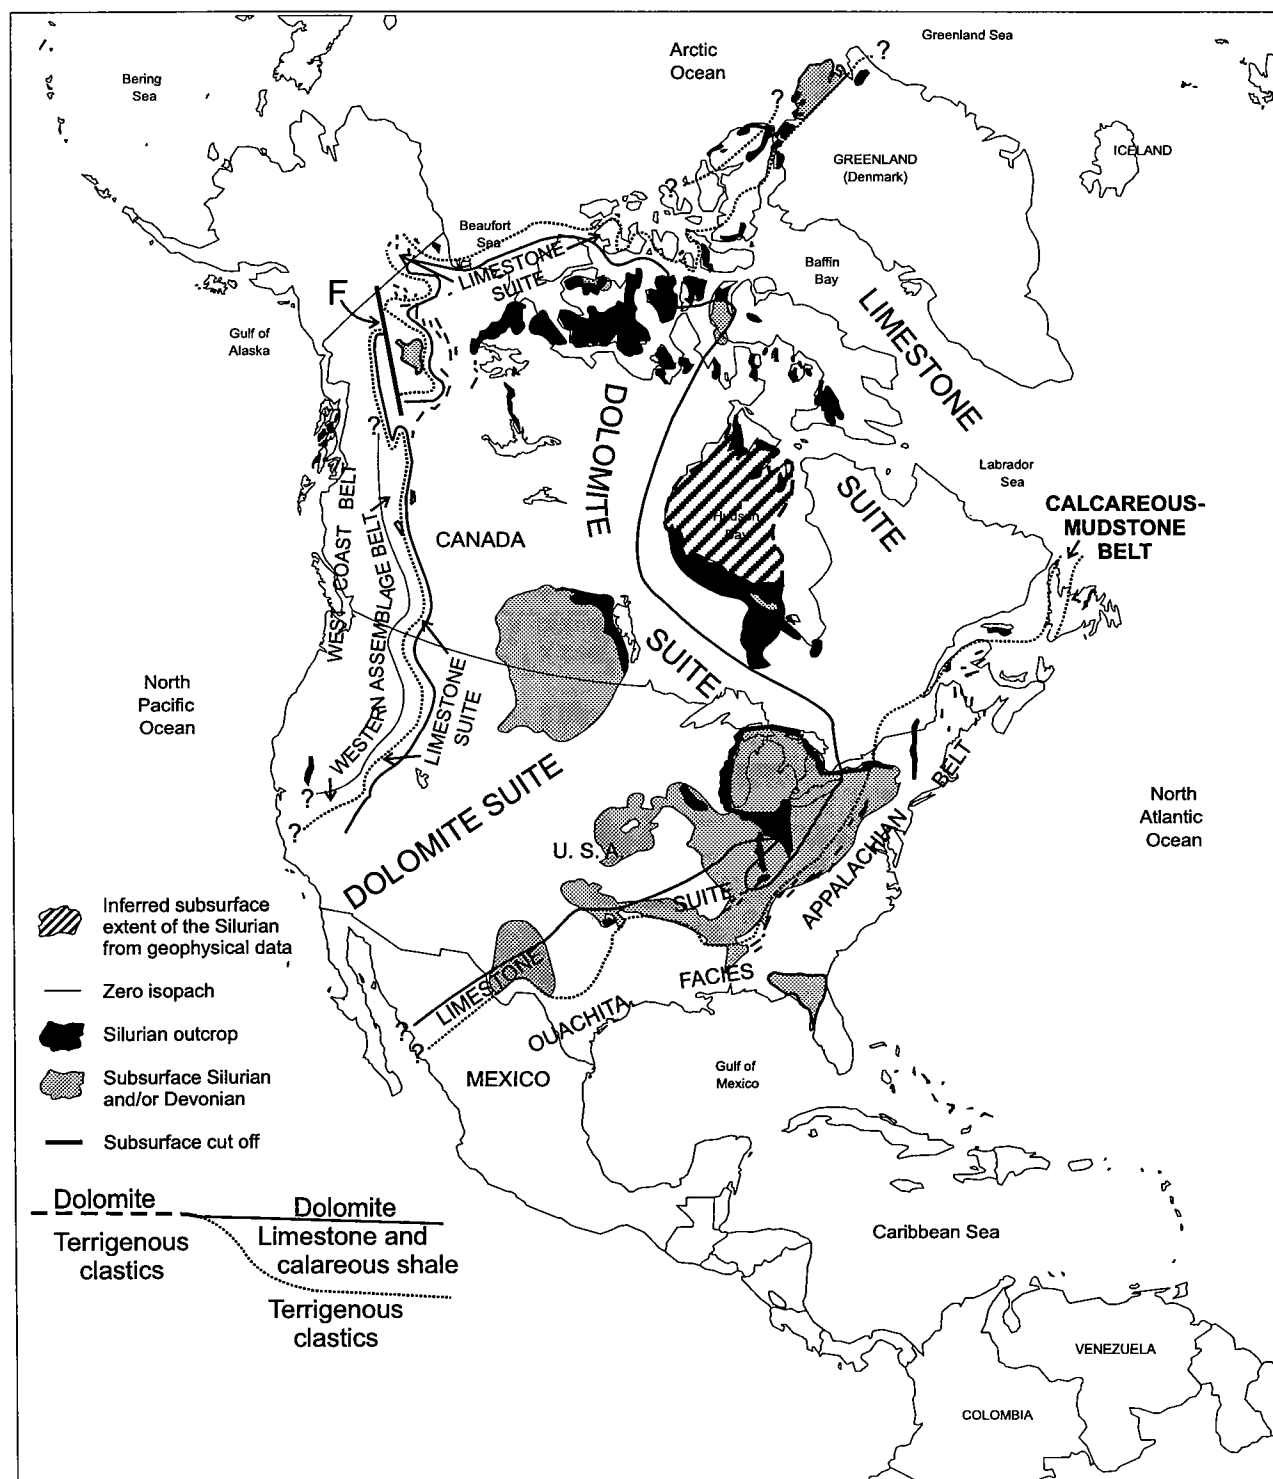 Arctic
Ocean
Greenland Sea
?
Bering
Sea
?
GREENLAND
(Denmark)
ICELAND
?
Beaufort
Sea
LIMESTONE
SUITE
Baffin
Bay
F
Gulf of
Alaska
LIMESTONE
SUITE
DOLOMITE
SUITE
?
Labrador
Sea
CALCAREOUS-
MUDSTONE
BELT
Hudson
Bay
CANADA
WEST COAST BELT
WESTERN ASSEMBLAGE BELT
LIMESTONE
SUITE
North
Pacific
Ocean
?
?
DOLOMITE SUITE
U. S. A.
North
Atlantic
Ocean
APPALACHIAN
BELT
LIMESTONE
SUITE
OUACHITA
FACIES
?
?
MEXICO
Gulf of
Mexico
Caribbean Sea
VENEZUELA
COLOMBIA
Inferred subsurface
extent of the Silurian
from geophysical data
Zero isopach
Silurian outcrop
Subsurface Silurian
and/or Devonian
Subsurface cut off
Dolomite
Terrigenous
clastics
Dolomite
Limestone and
calareous shale
Terrigenous
clastics